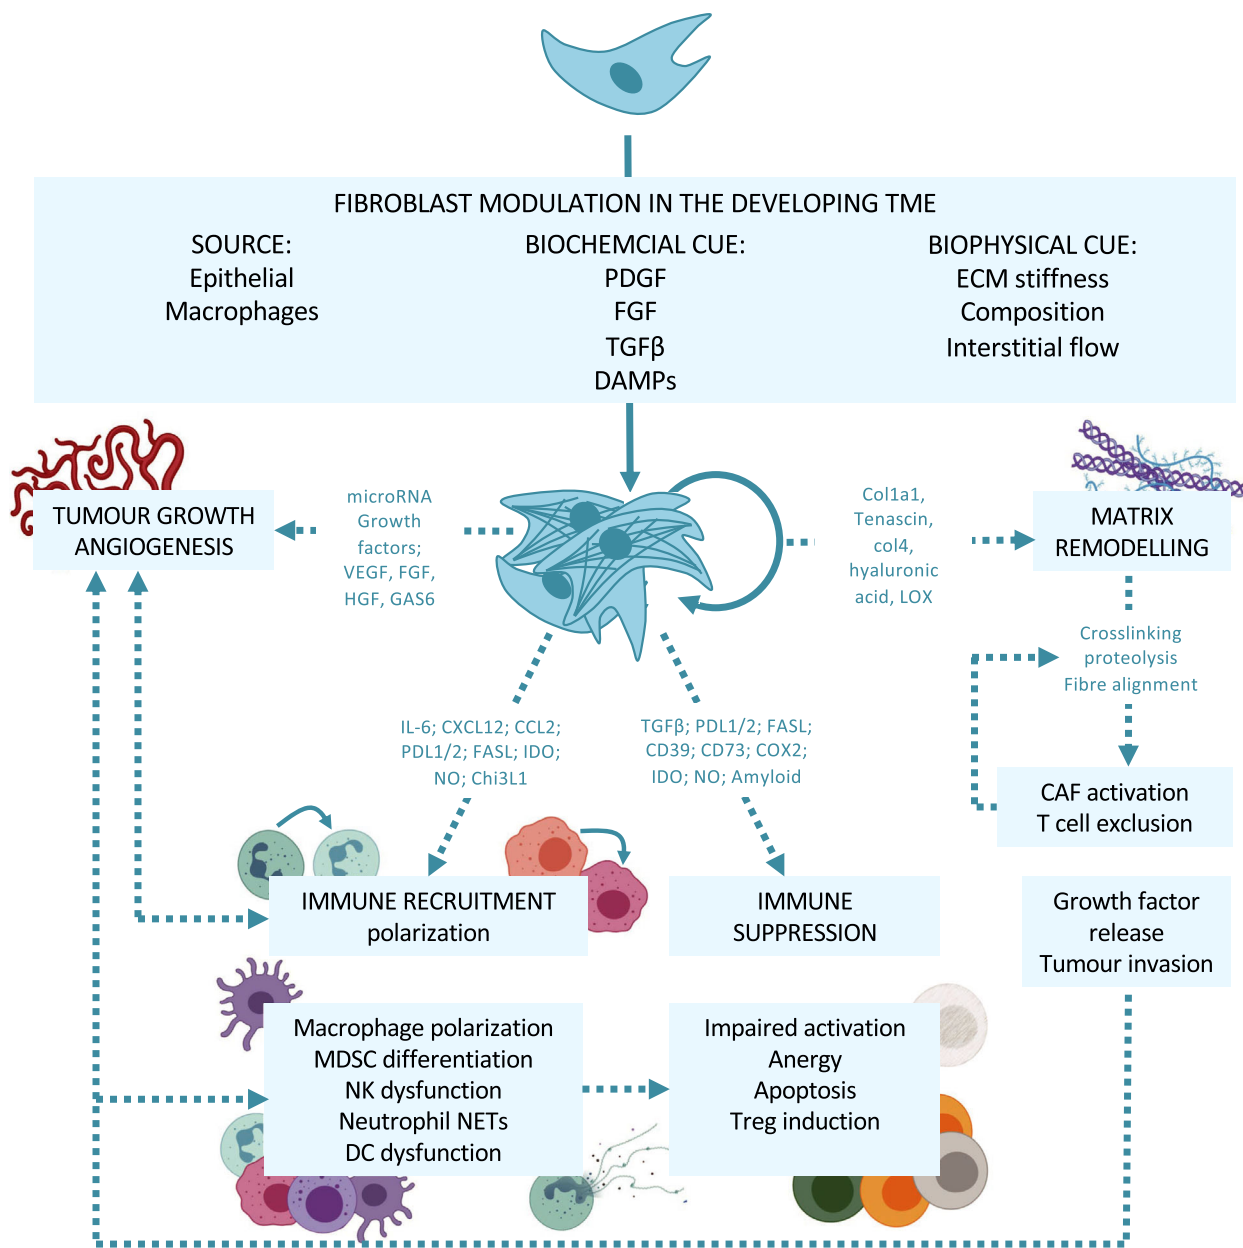 FIBROBLAST MODULATION IN THE DEVELOPING TME
SOURCE:
Epithelial
Macrophages
BIOCHEMCIAL CUE:
PDGF
FGF
TGFβ
DAMPs
BIOPHYSICAL CUE:
ECM stiffness
Composition
Interstitial flow
TUMOUR GROWTH
ANGIOGENESIS
microRNA
Growth
factors;
VEGF, FGF,
HGF, GAS6
Col1a1,
Tenascin,
col4,
hyaluronic
acid, LOX
MATRIX
REMODELLING
Crosslinking
proteolysis
Fibre alignment
IL-6; CXCL12; CCL2;
PDL1/2; FASL; IDO;
NO; Chi3L1
TGFβ; PDL1/2; FASL;
CD39; CD73; COX2;
IDO; NO; Amyloid
CAF activation
T cell exclusion
IMMUNE RECRUITMENT
polarization
IMMUNE
SUPPRESSION
Growth factor
release
Tumour invasion
Macrophage polarization
MDSC differentiation
NK dysfunction
Neutrophil NETs
DC dysfunction
Impaired activation
Anergy
Apoptosis
Treg induction